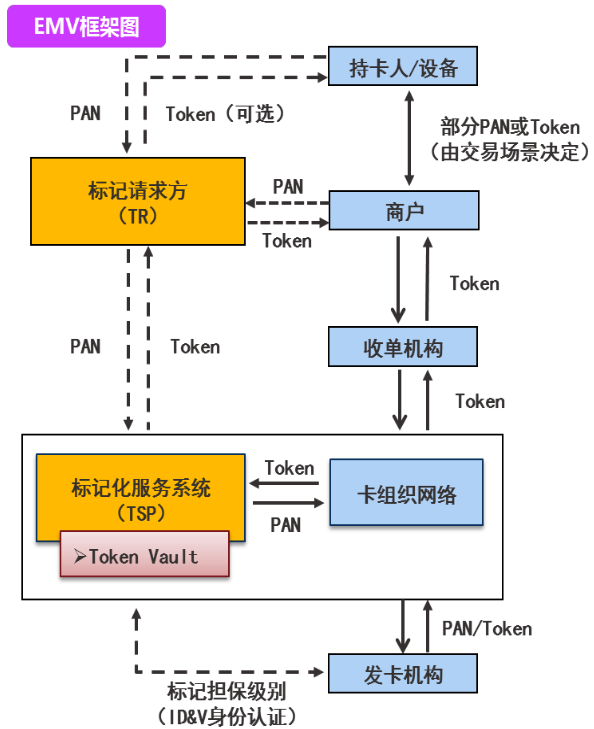 EMV框架图
持卡人/设备
PAN
Token（可选）
部分PAN或Token
（由交易场景决定）
标记请求方
（TR）
PAN
商户
Token
Token
PAN
Token
收单机构
Token
Token
标记化服务系统
（TSP）
卡组织网络
PAN
➢Token Vault
PAN/Token
发卡机构
标记担保级别
（ID&V身份认证）